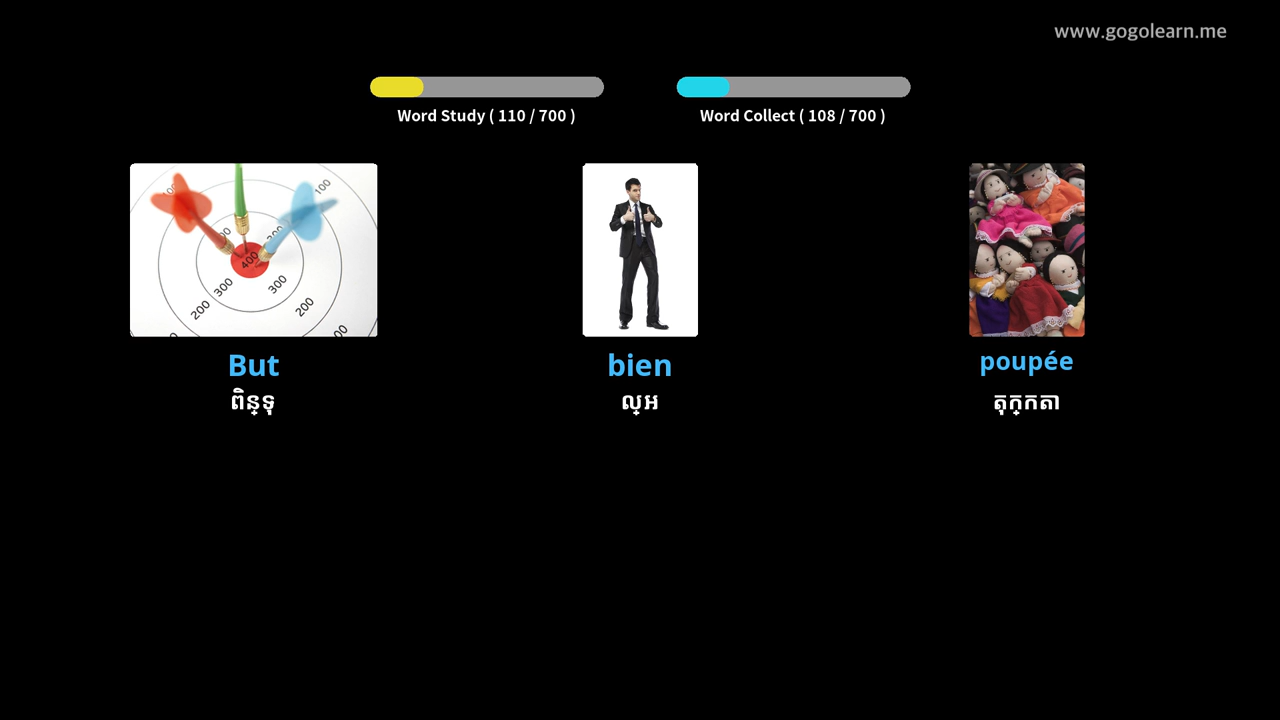 www.gogolearn.me
Word Study ( 110 / 700 )
Word Collect ( 108 / 700 )
100
100
300
400
300
300
200
200
But
bien
poupée
ពិន្ទុ
ល្អ
តុក្កតា